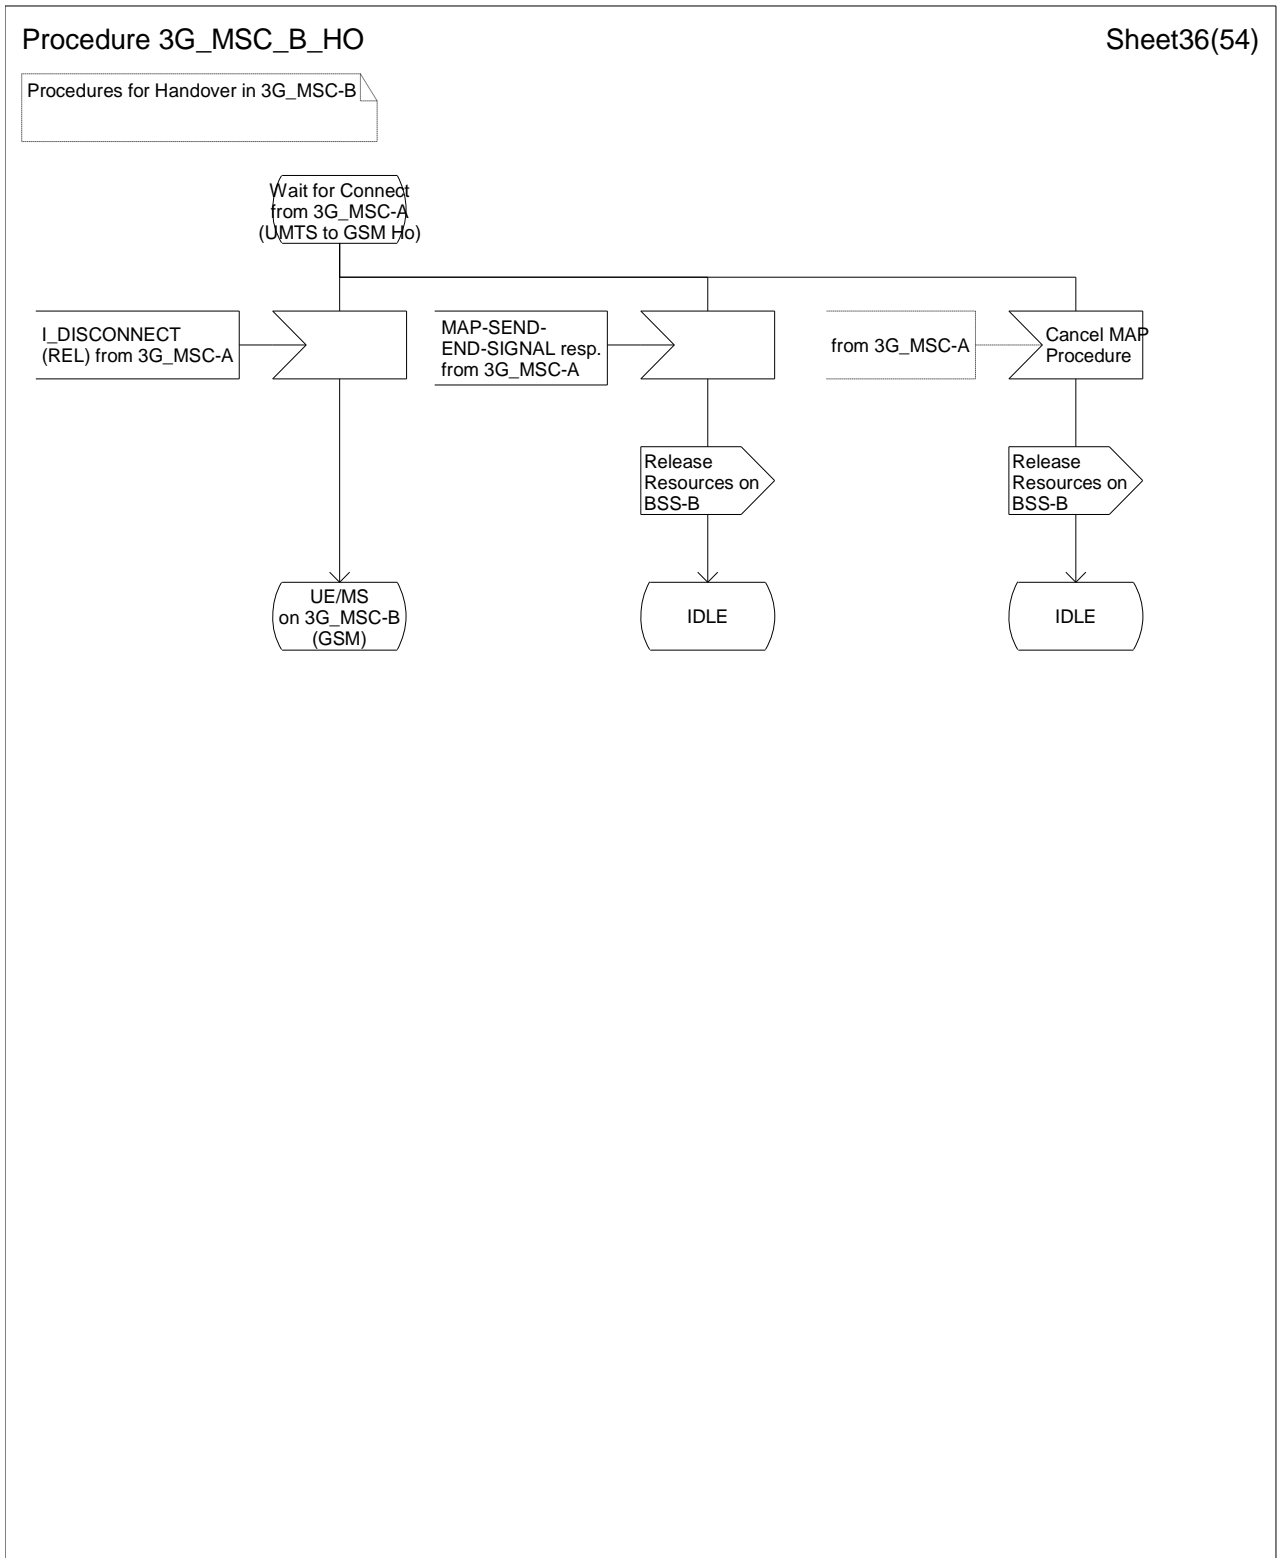 Procedure 3G_MSC_B_HO
Sheet36(54)
Procedures for Handover in 3G_MSC-B
Wait for Connect
from 3G_MSC-A
(UMTS to GSM Ho)
I_DISCONNECT
(REL) from 3G_MSC-A
MAP-SEND-
END-SIGNAL resp.
from 3G_MSC-A
from 3G_MSC-A
Cancel MAP
Procedure
Release
Resources on
BSS-B
Release
Resources on
BSS-B
UE/MS
on 3G_MSC-B
(GSM)
IDLE
IDLE